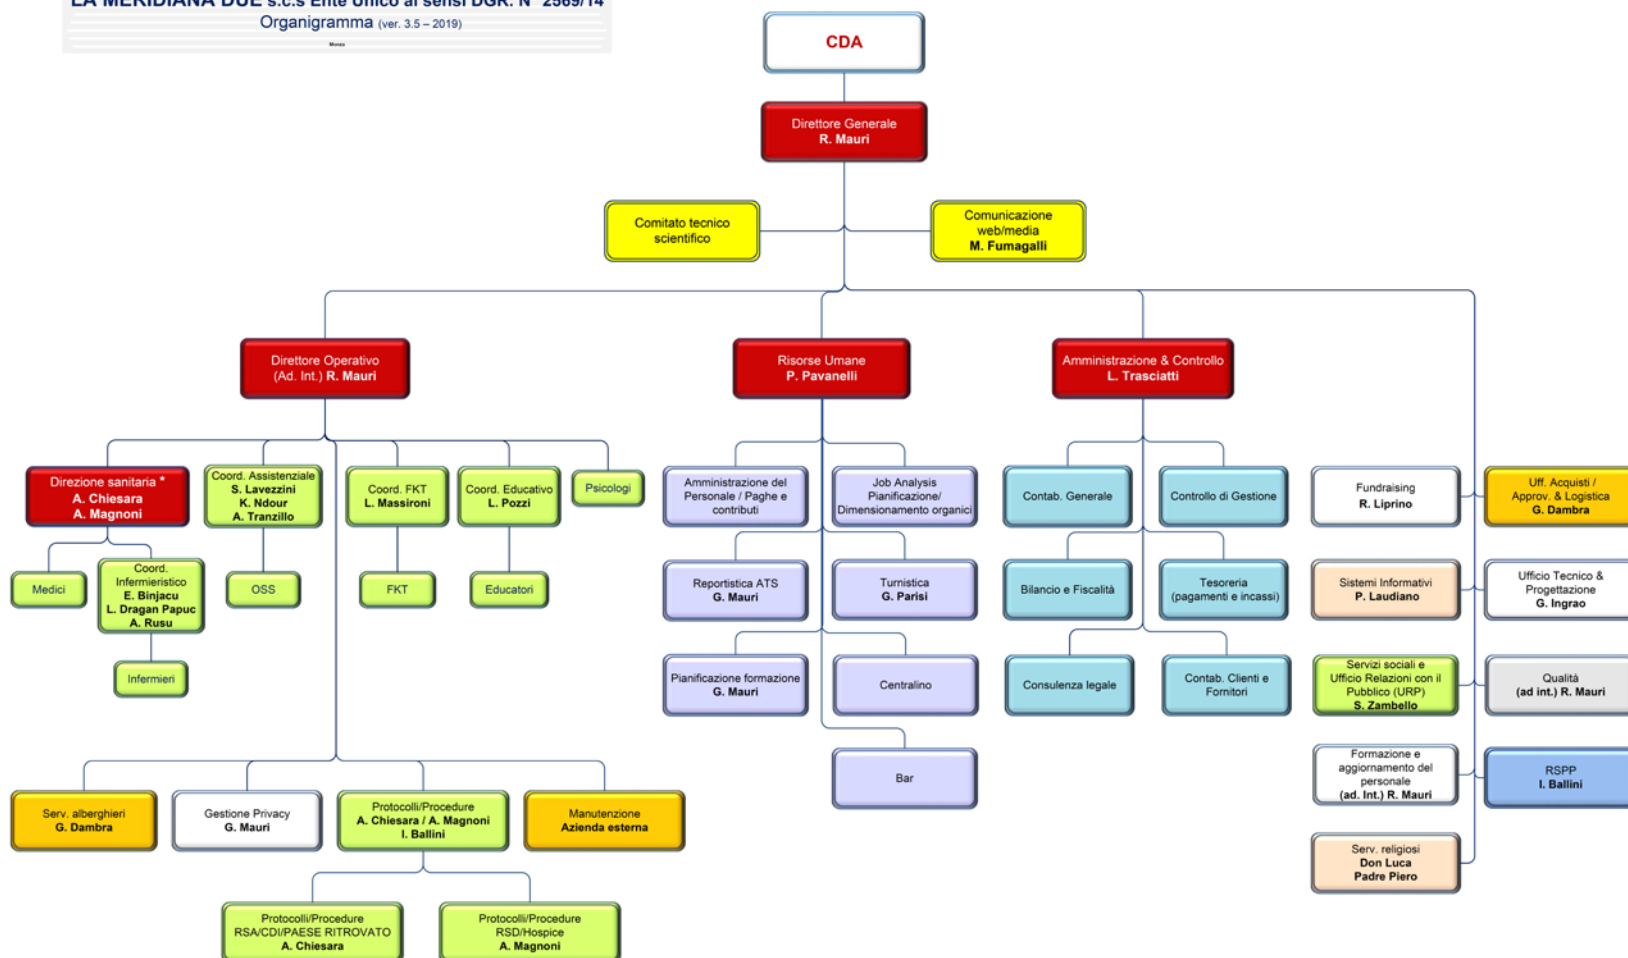 LA MERIDIANA DUE s.c.s Ente Unico ai sensi DGR. N° 2569/14
Organigramma (ver. 3.5 – 2019)
Monza
CDA
Direttore Generale
R. Mauri
Comitato tecnico
scientifico
Comunicazione
web/media
M. Fumagalli
Direttore Operativo
(Ad. Int.) R. Mauri
Risorse Umane
P. Pavanelli
Amministrazione & Controllo
L. Trasciatti
Direzione sanitaria *
A. Chiesara
A. Magnoni
Coord. Assistenziale
S. Lavezzini
K. Ndour
A. Tranzillo
Coord. FKT
L. Massironi
Coord. Educativo
L. Pozzi
Psicologi
Medici
Coord.
Infermieristico
E. Binjacu
L. Dragan Papuc
A. Rusu
OSS
FKT
Educatori
Infermieri
Amministrazione del
Personale / Paghe e
contributi
Job Analysis
Pianificazione/
Dimensionamento organici
Reportistica ATS
G. Mauri
Turnistica
G. Parisi
Pianificazione formazione
G. Mauri
Centralino
Bar
Contab. Generale
Controllo di Gestione
Bilancio e Fiscalità
Tesoreria
(pagamenti e incassi)
Consulenza legale
Contab. Clienti e
Fornitori
Fundraising
R. Liprino
Uff. Acquisti /
Approv. & Logistica
G. Dambra
Sistemi Informativi
P. Laudiano
Ufficio Tecnico &
Progettazione
G. Ingrao
Servizi sociali e
Ufficio Relazioni con il
Pubblico (URP)
S. Zambello
Qualità
(ad int.) R. Mauri
Formazione e
aggiornamento del
personale
(ad. Int.) R. Mauri
RSPP
I. Ballini
Serv. religiosi
Don Luca
Padre Piero
Serv. alberghieri
G. Dambra
Gestione Privacy
G. Mauri
Protocolli/Procedure
A. Chiesara / A. Magnoni
I. Ballini
Manutenzione
Azienda esterna
Protocolli/Procedure
RSA/CDI/PAESE RITROVATO
A. Chiesara
Protocolli/Procedure
RSD/Hospice
A. Magnoni